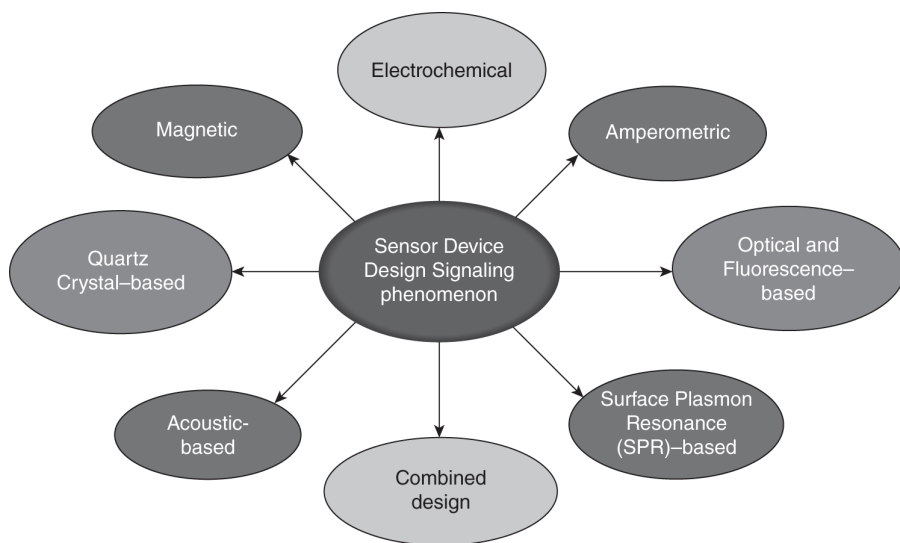 Electrochemical
Magnetic
Amperometric
Sensor Device
Design Signaling
phenomenon
Quartz
Crystal–based
Optical and
Fluorescence–
based
Acoustic-
based
Surface Plasmon
Resonance
(SPR)–based
Combined
design